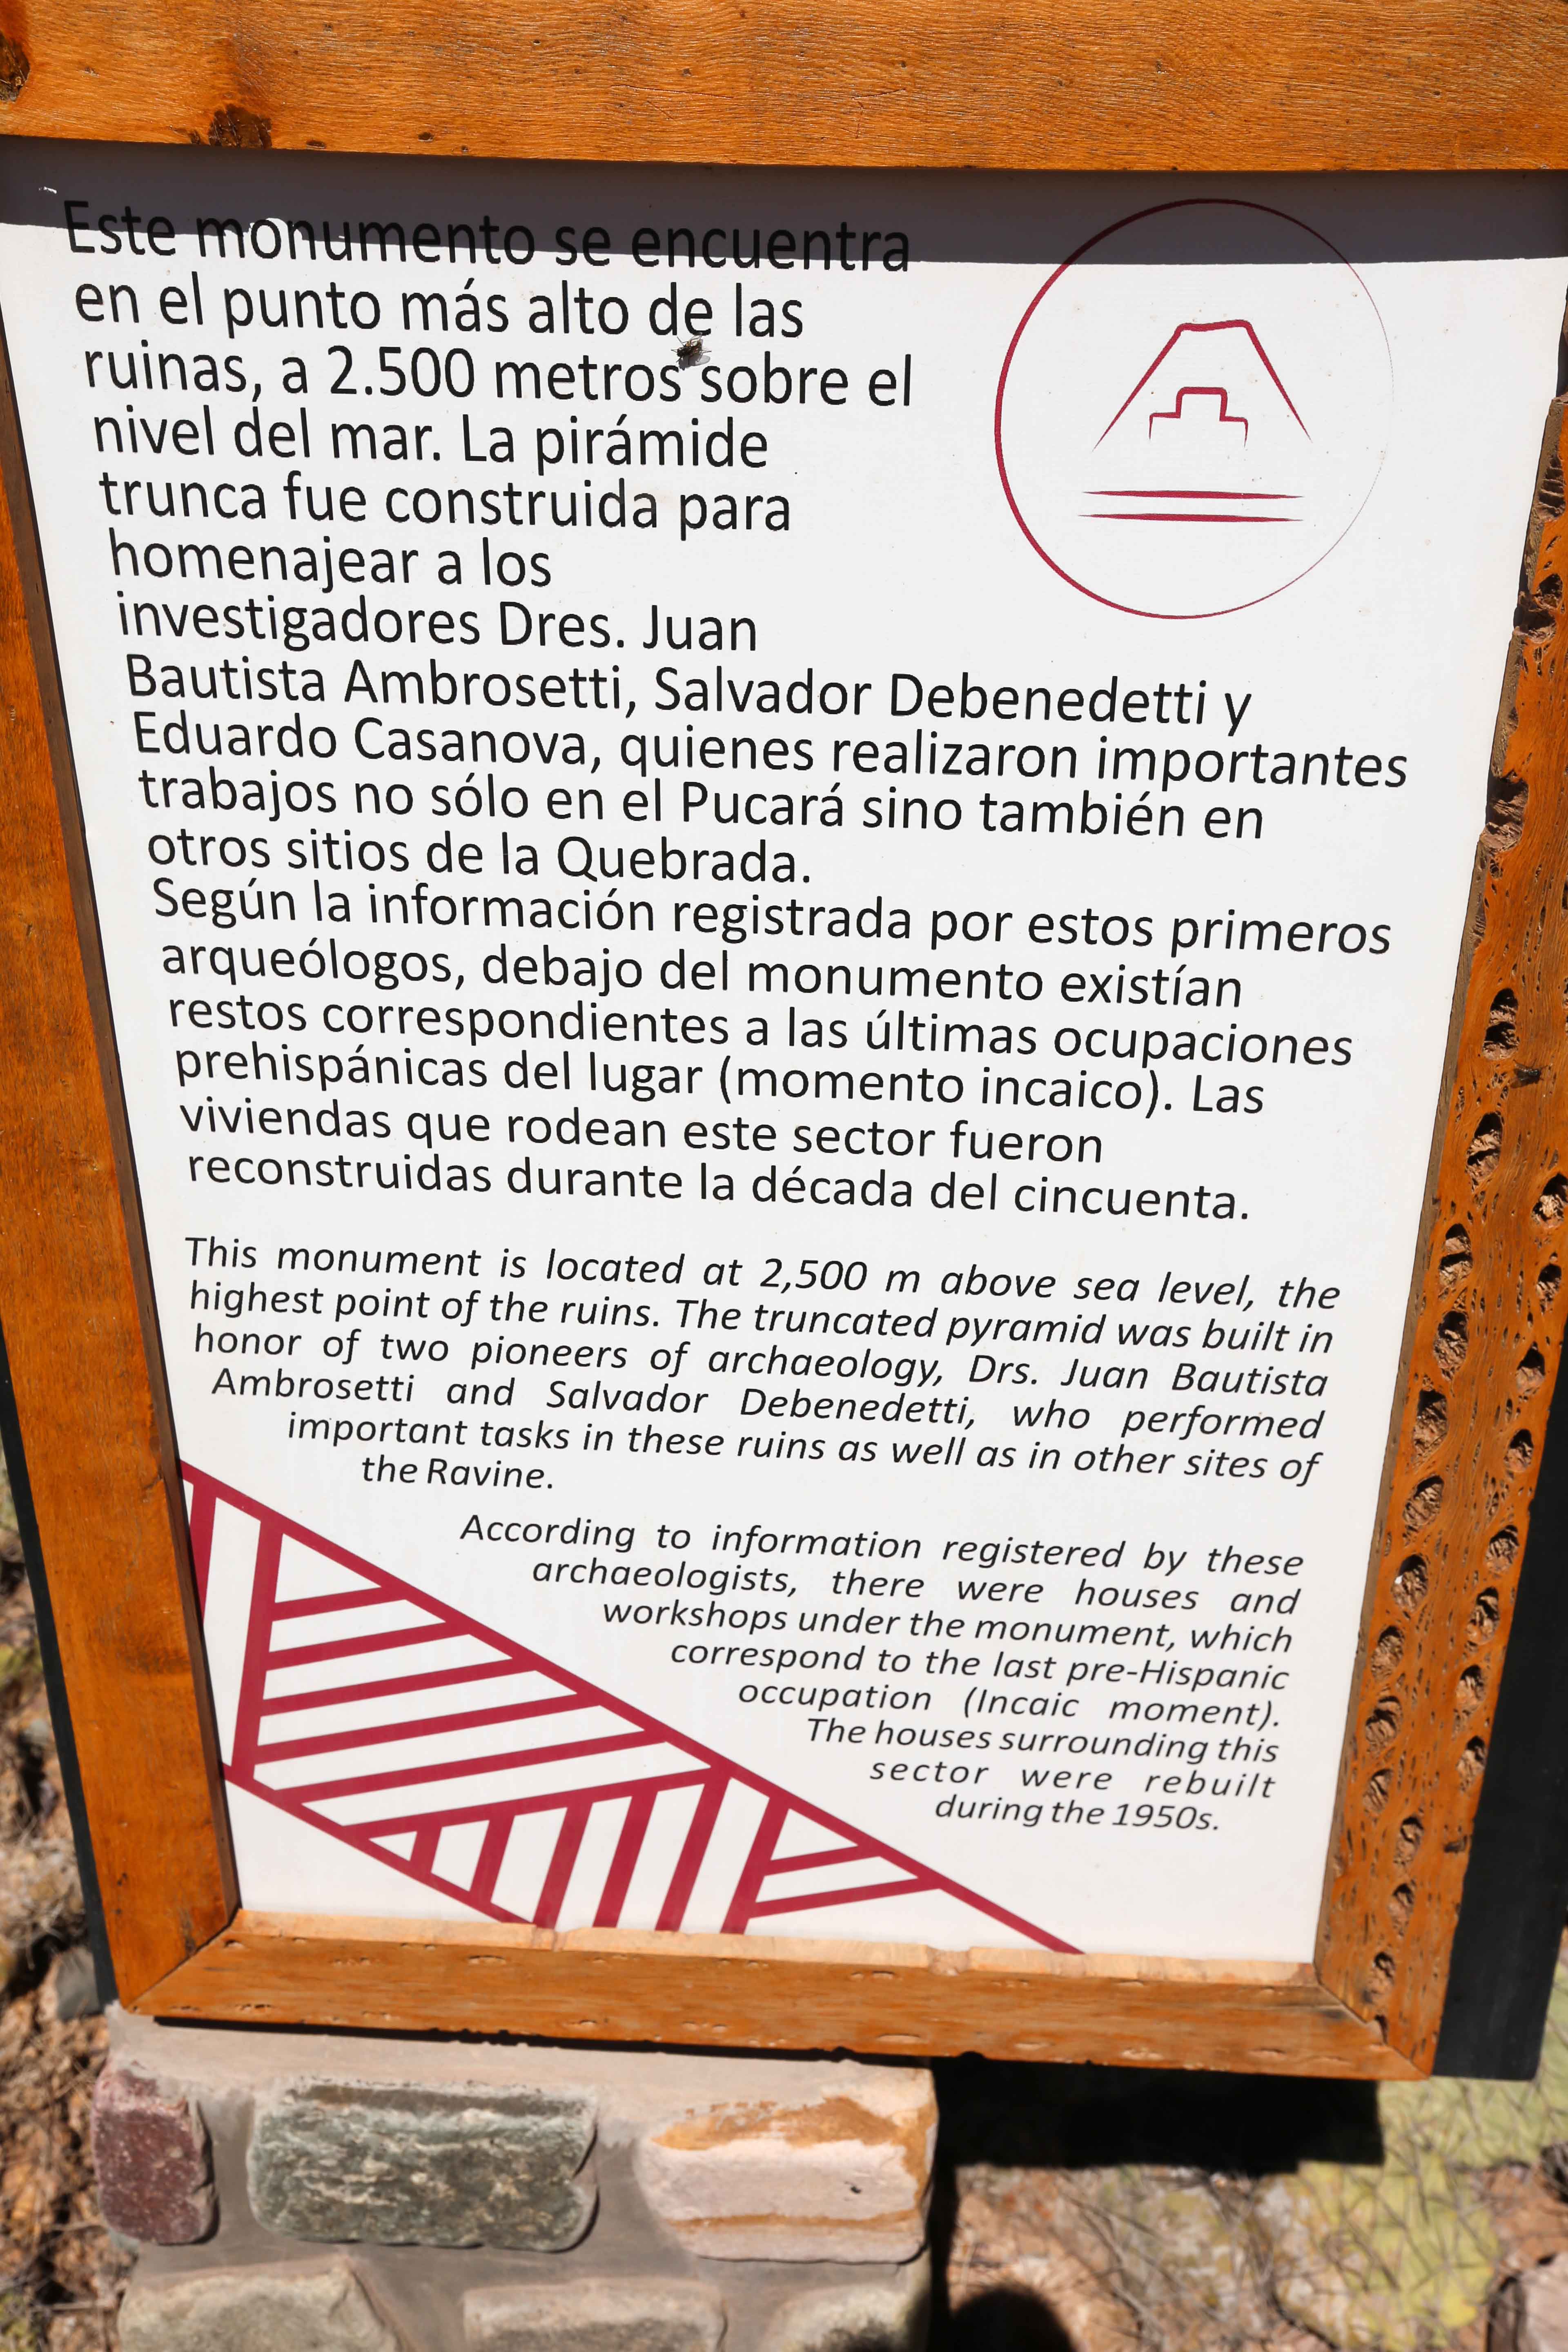 Este monumento se encuentra
en el punto más alto de las
ruinas, a 2.500 metros sobre el
nivel del mar. La pirámide
trunca fue construida para
homenajear a los
investigadores Dres. Juan
Bautista Ambrosetti, Salvador Debenedetti y
Eduardo Casanova, quienes realizaron importantes
trabajos no sólo en el Pucará sino también en
otros sitios de la Quebrada.
Según la información registrada por estos primeros
arqueólogos, debajo del monumento existían
restos correspondientes a las últimas ocupaciones
prehispánicas del lugar (momento incaico). Las
viviendas que rodean este sector fueron
reconstruidas durante la década del cincuenta.
This monument is located at 2,500 m above sea level, the
highest point of the ruins. The truncated pyramid was built in
honor of two pioneers of archaeology, Drs. Juan Bautista
Ambrosetti and Salvador Debenedetti, who performed
important tasks in these ruins as well as in other sites of
the Ravine.
According to information registered by these
archaeologists, there were houses and
workshops under the monument, which
correspond to the last pre-Hispanic
occupation (Incaic moment).
The houses surrounding this
sector were rebuilt
during the 1950s.